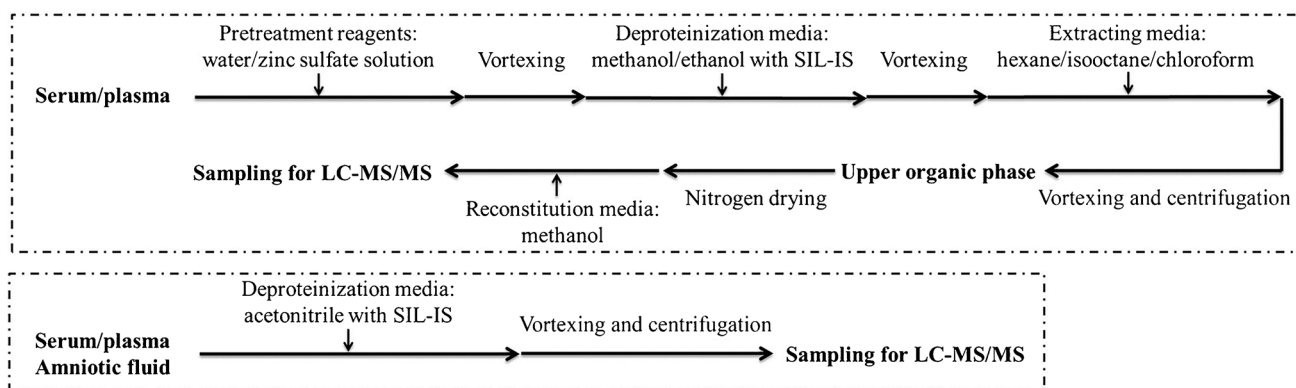 Pretreatment reagents:
water/zinc sulfate solution
Vortexing
Deproteinization media:
methanol/ethanol with SIL-IS
Vortexing
Extracting media:
hexane/isooctane/chloroform
Serum/plasma
Sampling for LC-MS/MS
Upper organic phase
Reconstitution media:
methanol
Nitrogen drying
Vortexing and centrifugation
Deproteinization media:
acetonitrile with SIL-IS
Vortexing and centrifugation
Serum/plasma
Amniotic fluid
Sampling for LC-MS/MS